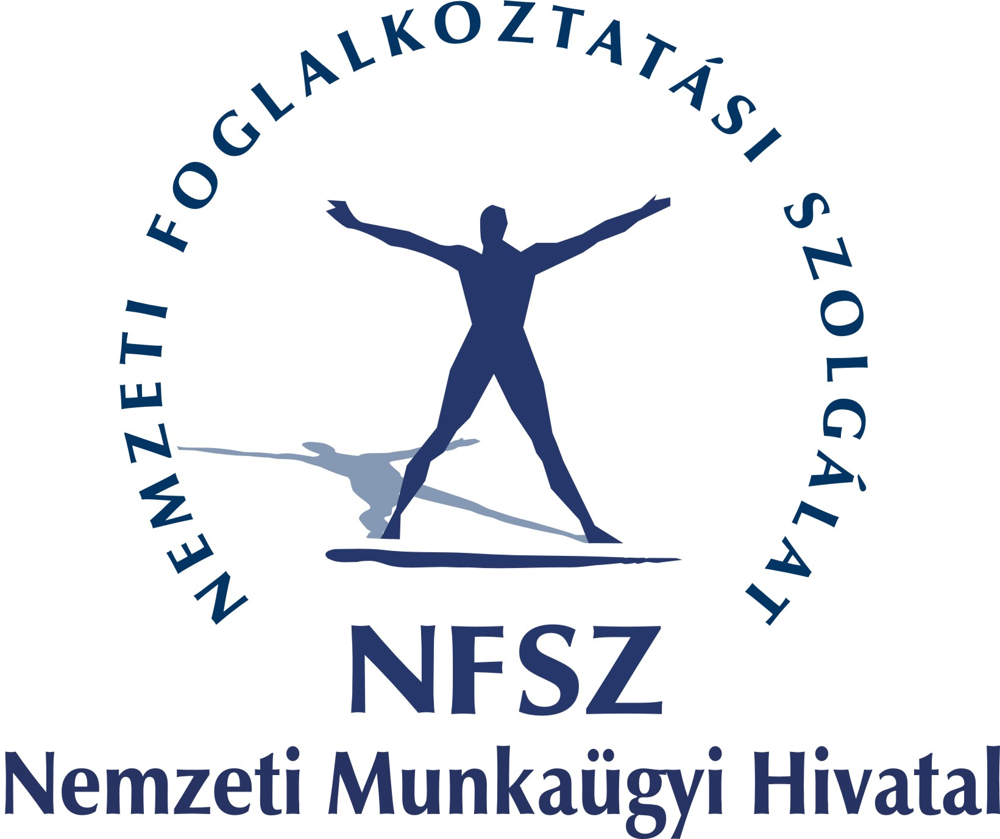 NEMZETI FOGLALKOZTATÁSI SZOLGÁLAT
NFSZ
Nemzeti Munkaügyi Hivatal